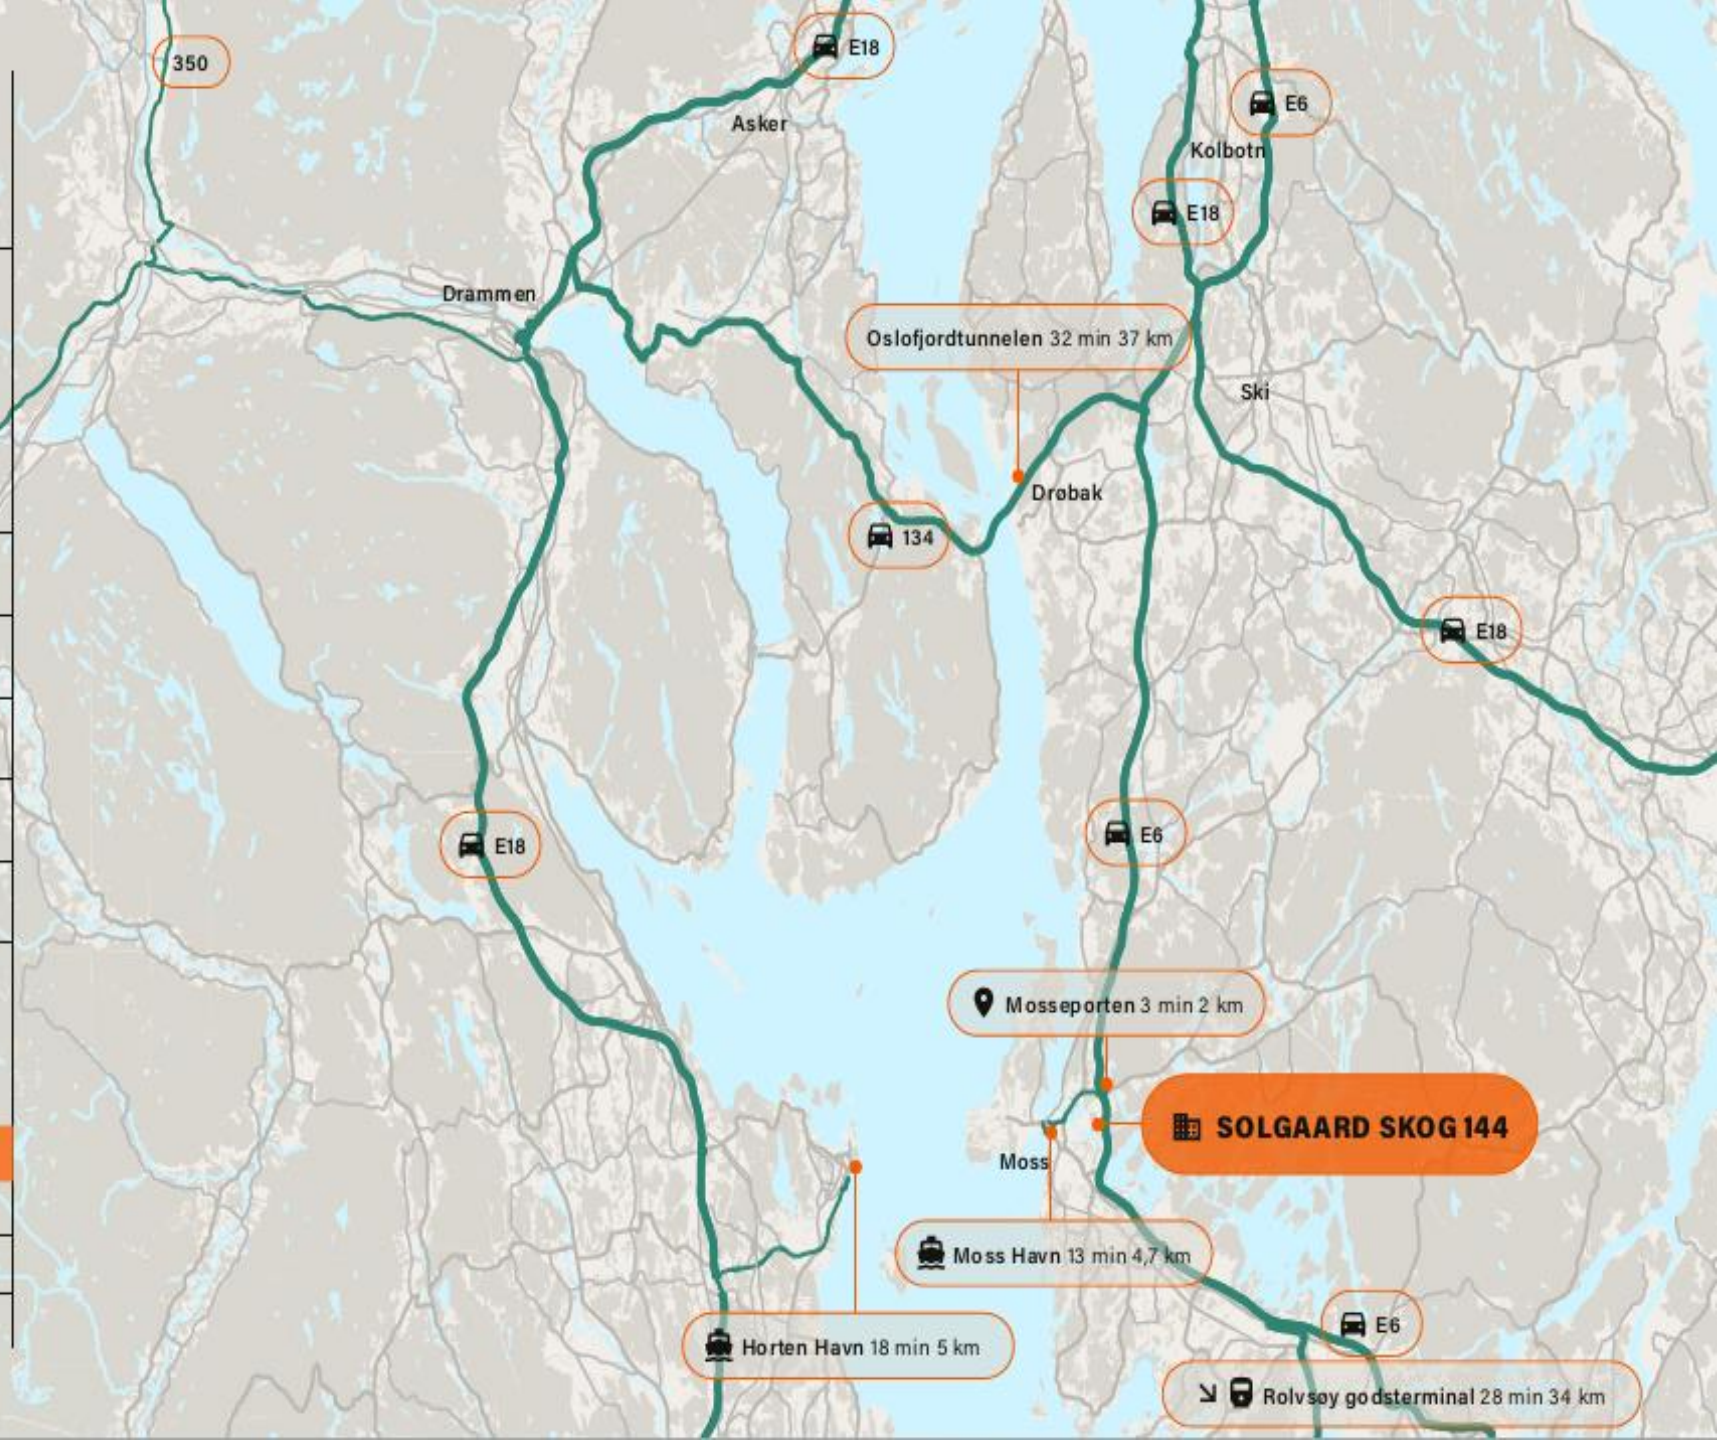 E18
350
E6
Asker
Kolbotn
E18
Drammen
Oslofjordtunnelen 32 min 37 km
Ski
Drøbak
134
E18
E6
E18
Mosseporten 3 min 2 km
SOLGAARD SKOG 144
Moss
Moss Havn 13 min 4,7 km
E6
Horten Havn 18 min 5 km
Rolvsøy godsterminal 28 min 34 km